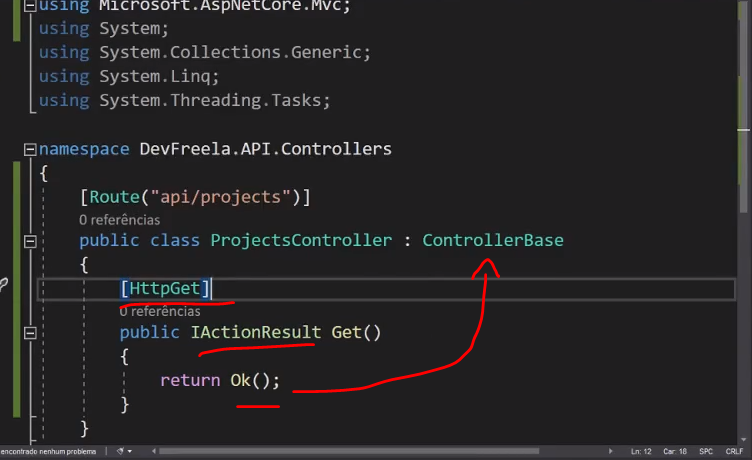 using Microsoft.AspNetCore.Mvc;
using System;
using System.Collections.Generic;
using System.Linq;
using System.Threading.Tasks;
namespace DevFreela.API.Controllers
{
[Route("api/projects")]
0 referências
public class ProjectsController : ControllerBase
{
[HttpGet]
0 referências
public IActionResult Get()
{
return Ok();
}
}
encontrado nenhum problema Ln: 12 Car: 18 SPC CRLF